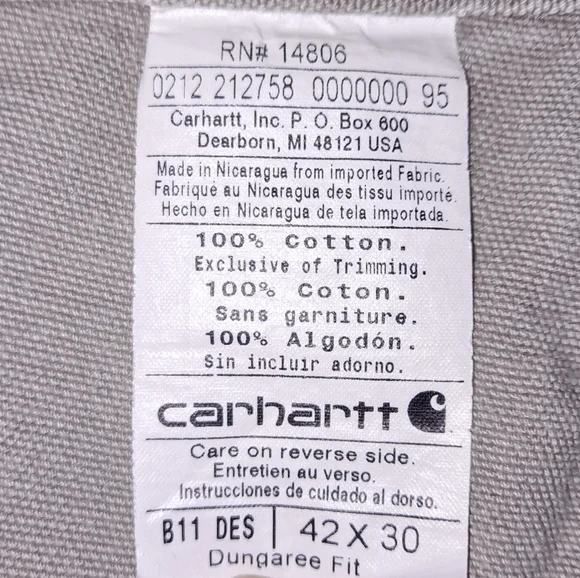 RN# 14806
0212 212758 0000000 95
Carhartt, Inc. P. O. Box 600
Dearborn, MI 48121 USA
Made in Nicaragua from imported Fabric.
Fabriqué au Nicaragua des tissu importé.
Hecho en Nicaragua de tela importada.
100% Cotton.
Exclusive of Trimming.
100% Coton.
Sans garniture.
100% Algodón.
Sin incluir adorno.
carhartt
Care on reverse side.
Entretien au verso.
Instrucciones de cuidado al dorso.
B11 DES | 42 X 30
Dungaree Fit